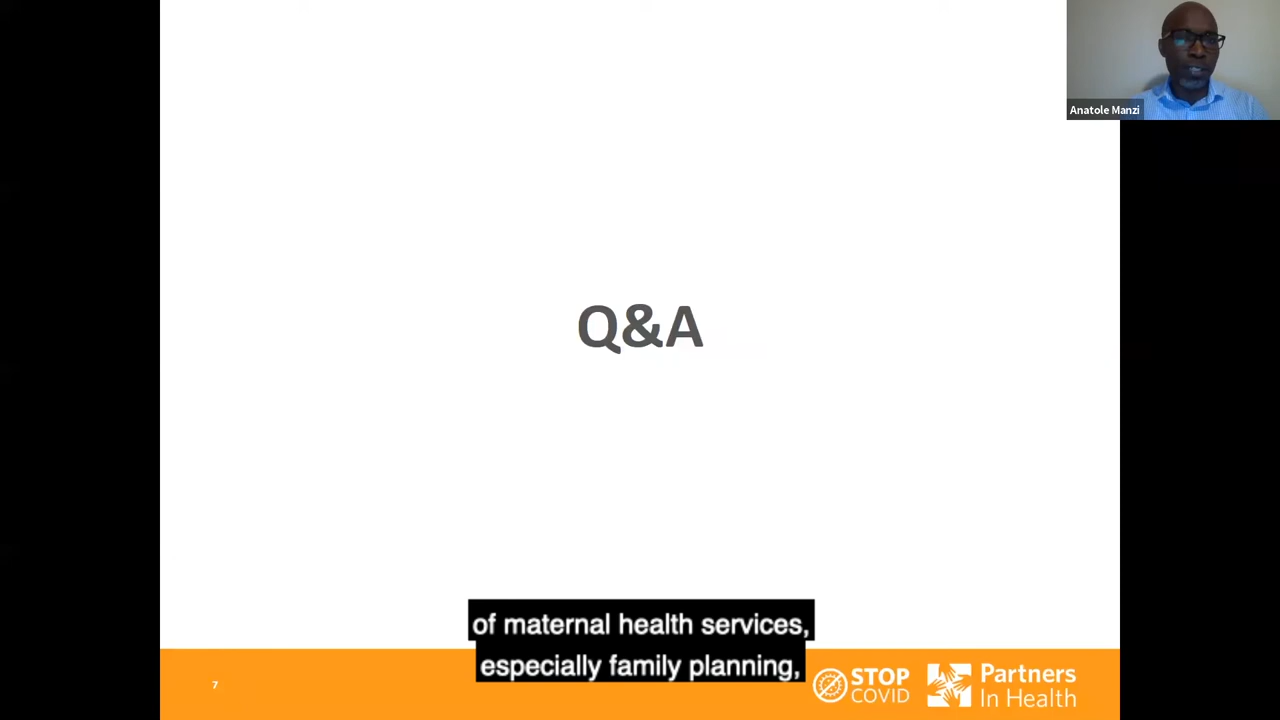 Anatole Manzi
Q&A
of maternal health services,
especially family planning,
7
STOP
COVID
Partners
In Health